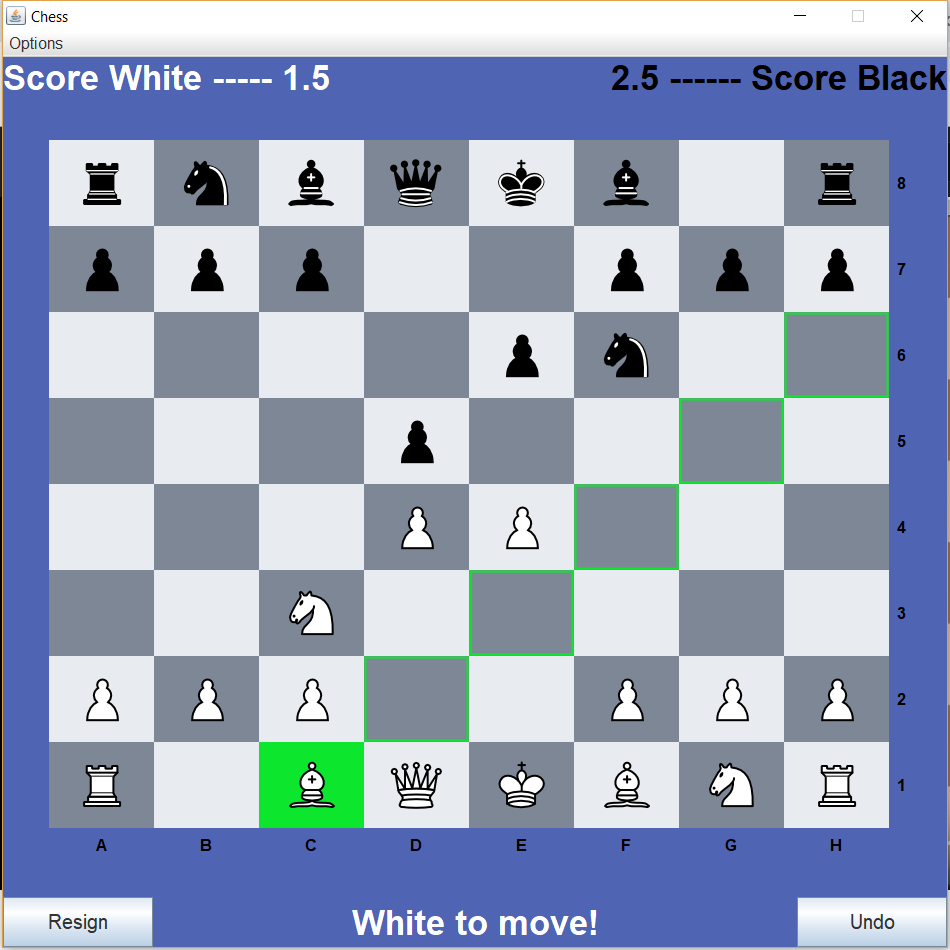 Chess
Options
Score White ----- 1.5
2.5 ------ Score Black
8
7
6
5
4
3
2
1
A B C D E F G H
Resign
White to move!
Undo